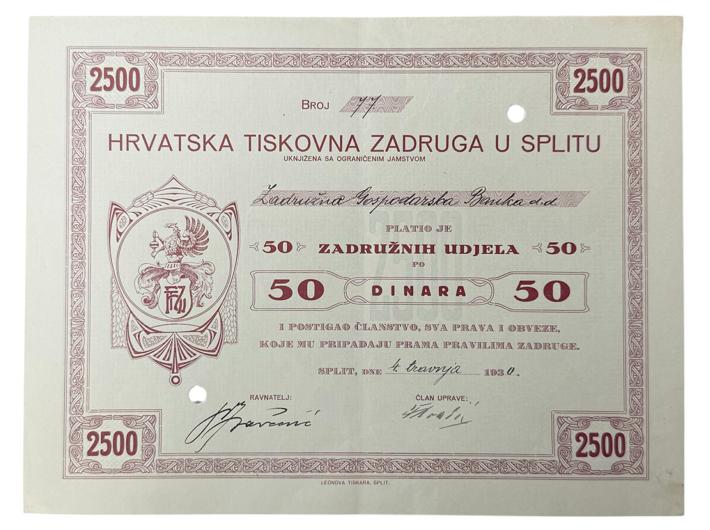 2500 2500
BROJ 77
HRVATSKA TISKOVNA ZADRUGA U SPLITU
UKNJIŽENA SA OGRANIČENIM JAMSTVOM
Zadružna Gospodarska Banka d.d.
PLATIO JE
50 ZADRUŽNIH UDJELA 50
PO
50 DINARA 50
I POSTIGAO ČLANSTVO, SVA PRAVA I OBVEZE,
KOJE MU PRIPADAJU PRAMA PRAVILIMA ZADRUGE.
SPLIT, DNE 4. travnja 1930.
RAVNATELJ: ČLAN UPRAVE:
2500 2500
LEONOVA TISKARA, SPLIT.